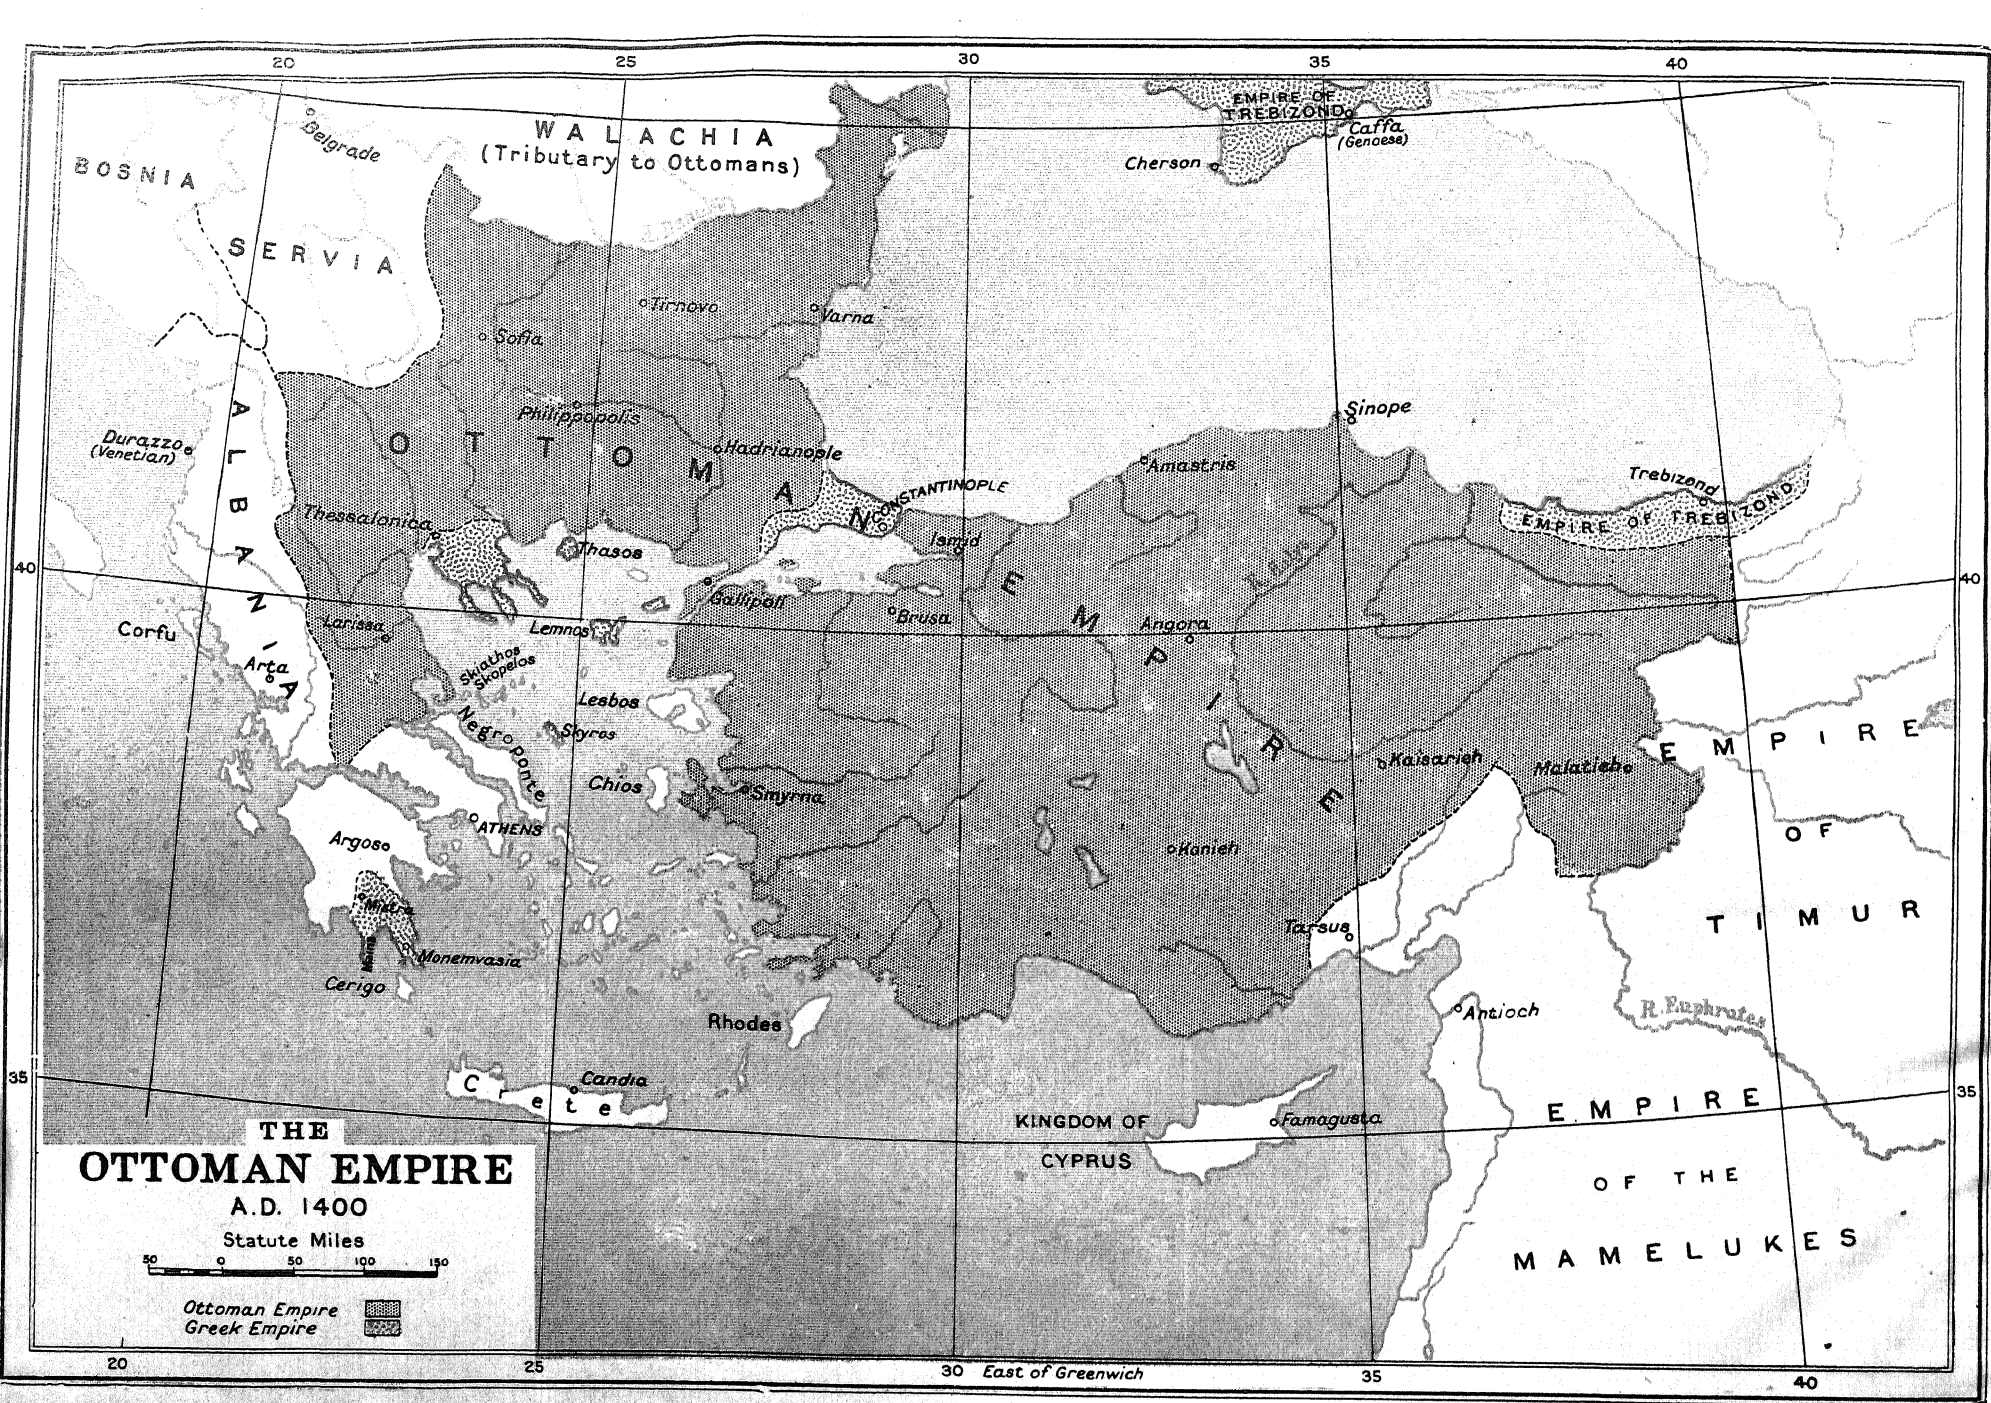 20
25
30
35
40
EMPIRE OF
TREBIZOND
Caffa
(Genoese)
Cherson
WALACHIA
(Tributary to Ottomans)
Belgrade
BOSNIA
SERVIA
Tirnovo
Varna
Sofia
Philippopolis
OTTOMAN
Hadrianople
CONSTANTINOPLE
Sinope
Amastris
Trebizond
EMPIRE OF TREBIZOND
ALBANIA
Durazzo
(Venetian)
Thessalonica
Thasos
Ismid
40
40
EMPIRE
Gallipoli
Brusa
Angora
Corfu
Larissa
Lemnos
Arta
Skiathos
Skopelos
Lesbos
Negroponte
Skyros
Chios
Smyrna
Kaisarieh
Malatieh
EMPIRE
OF
TIMUR
ATHENS
Argos
Konieh
Mistra
Maina
Monemvasia
Cerigo
Tarsus
Rhodes
Antioch
R. Euphrates
35
35
Crete
Candia
KINGDOM OF
CYPRUS
Famagusta
EMPIRE
OF THE
MAMELUKES
THE
OTTOMAN EMPIRE
A.D. 1400
Statute Miles
50 0 50 100 150
Ottoman Empire
Greek Empire
20
25
30
East of Greenwich
35
40